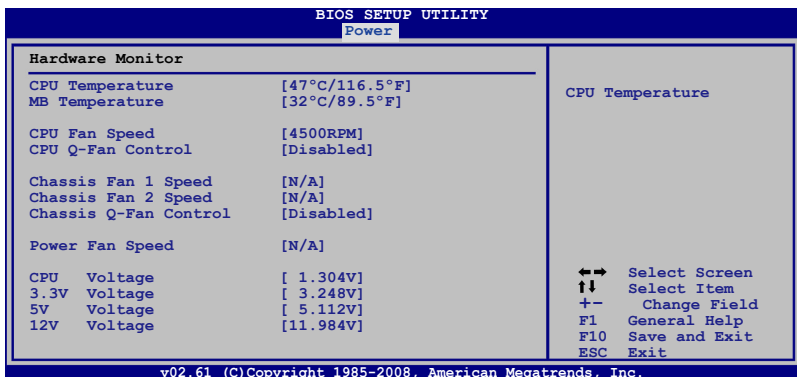 BIOS SETUP UTILITY
Power
Hardware Monitor
CPU Temperature [47°C/116.5°F]
MB Temperature [32°C/89.5°F]
CPU Fan Speed [4500RPM]
CPU Q-Fan Control [Disabled]
Chassis Fan 1 Speed [N/A]
Chassis Fan 2 Speed [N/A]
Chassis Q-Fan Control [Disabled]
Power Fan Speed [N/A]
CPU Voltage [ 1.304V]
3.3V Voltage [ 3.248V]
5V Voltage [ 5.112V]
12V Voltage [11.984V]
CPU Temperature
←→ Select Screen
↑↓ Select Item
+- Change Field
F1 General Help
F10 Save and Exit
ESC Exit
v02.61 (C)Copyright 1985-2008, American Megatrends, Inc.